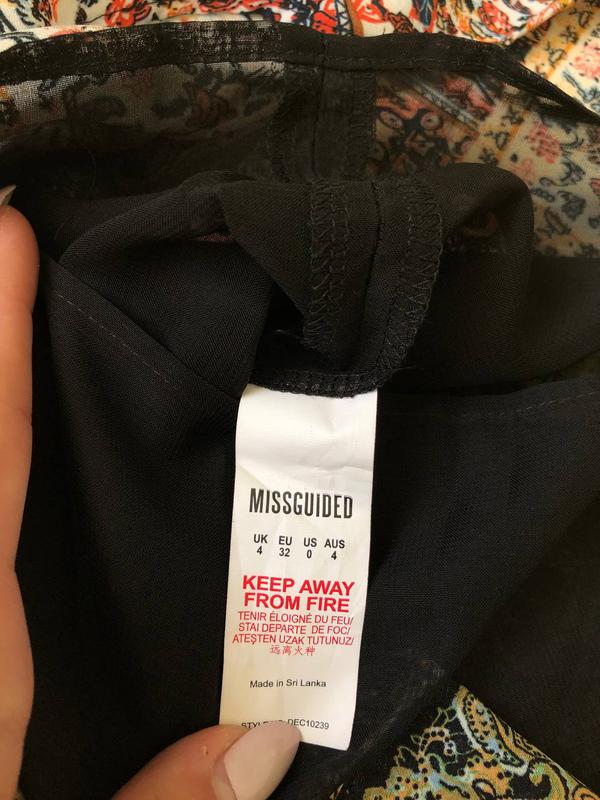 MISSGUIDED
UK EU US AUS
4 32 0 4
KEEP AWAY
FROM FIRE
TENIR ÉLOIGNÉ DU FEU/
STAI DEPARTE DE FOC/
ATEŞTEN UZAK TUTUNUZ/
远离火种
Made in Sri Lanka
DEC10239